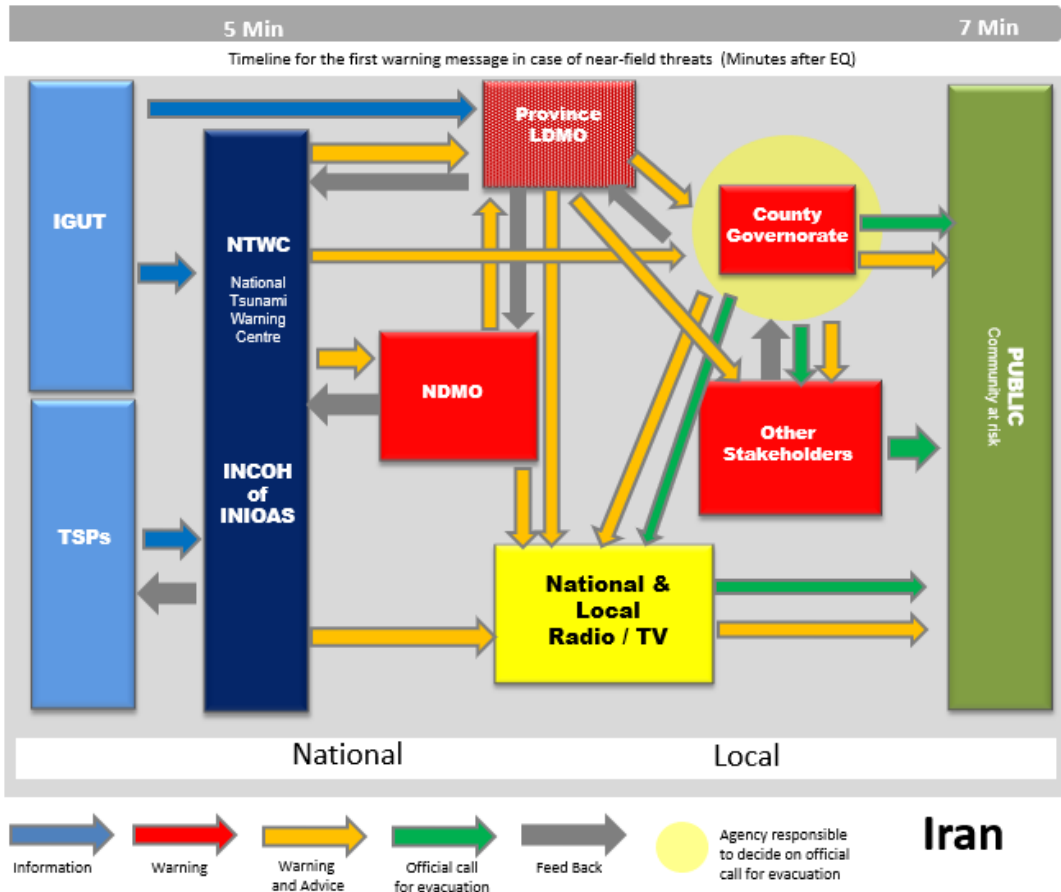 5 Min
7 Min
Timeline for the first warning message in case of near-field threats (Minutes after EQ)
Province
LDMO
IGUT
NTWC
National
Tsunami
Warning
Centre
County
Governorate
NDMO
PUBLIC
Community at risk
Other
Stakeholders
INCOH
of
INIOAS
TSPs
National &
Local
Radio / TV
National
Local
Information
Warning
Warning
and Advice
Official call
for evacuation
Feed Back
Agency responsible
to decide on official
call for evacuation
Iran